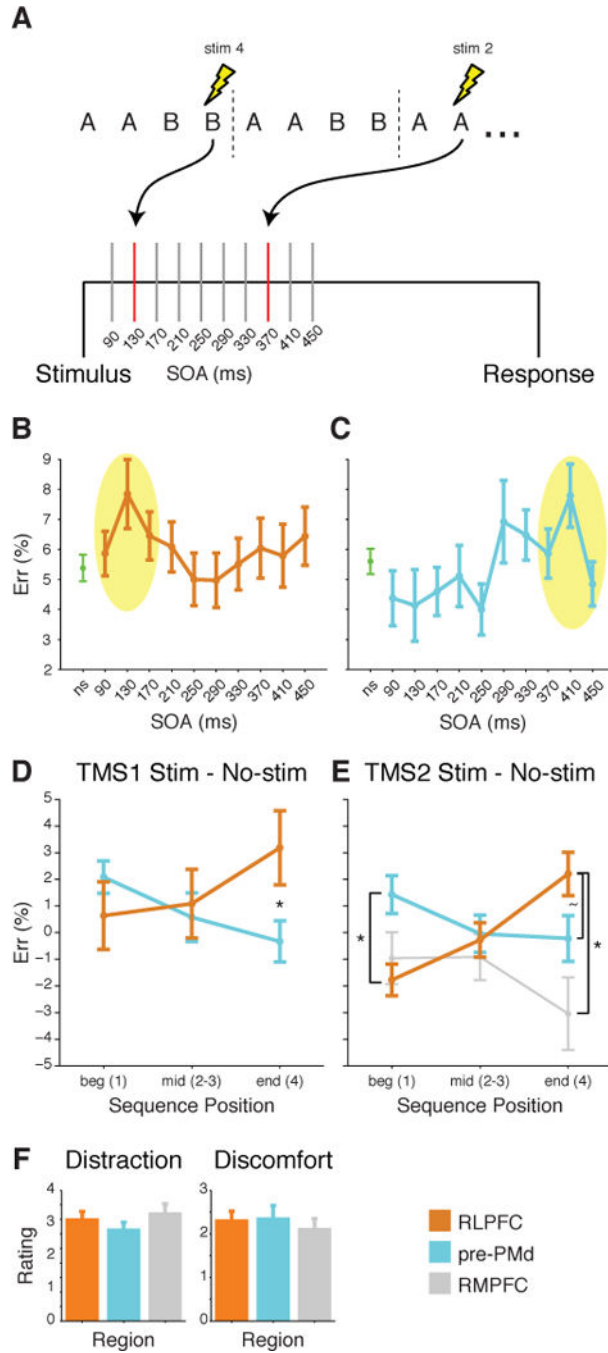 A
stim 4
stim 2
A A B B A A B B A A ...
90 130 170 210 250 290 330 370 410 450
Stimulus
SOA (ms)
Response
B
C
Err (%)
9
8
7
6
5
4
3
2
ns 90 130 170 210 250 290 330 370 410 450
ns 90 130 170 210 250 290 330 370 410 450
SOA (ms)
SOA (ms)
D
TMS1 Stim - No-stim
E
TMS2 Stim - No-stim
Err (%)
5
4
3
2
1
0
−1
−2
−3
−4
−5
*
*
~
*
beg (1) mid (2-3) end (4)
beg (1) mid (2-3) end (4)
Sequence Position
Sequence Position
F
Distraction
Discomfort
Rating
4
3
3
2
2
1
1
0
3
2
2
1
0
Region
Region
RLPFC
pre-PMd
RMPFC